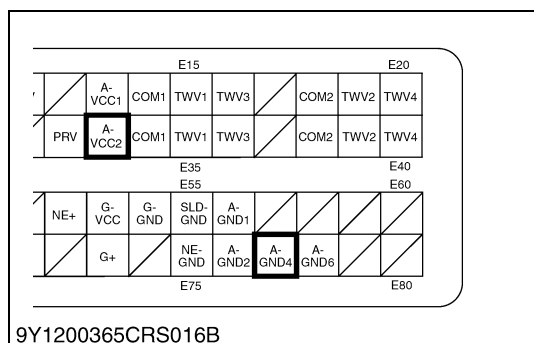 E15 E20
A-VCC1 COM1 TWV1 TWV3 COM2 TWV2 TWV4
PRV A-VCC2 COM1 TWV1 TWV3 COM2 TWV2 TWV4
E35 E40
E55 E60
NE+ G-VCC G-GND SLD-GND A-GND1
G+ NE-GND A-GND2 A-GND4 A-GND6
E75 E80
9Y1200365CRS016B